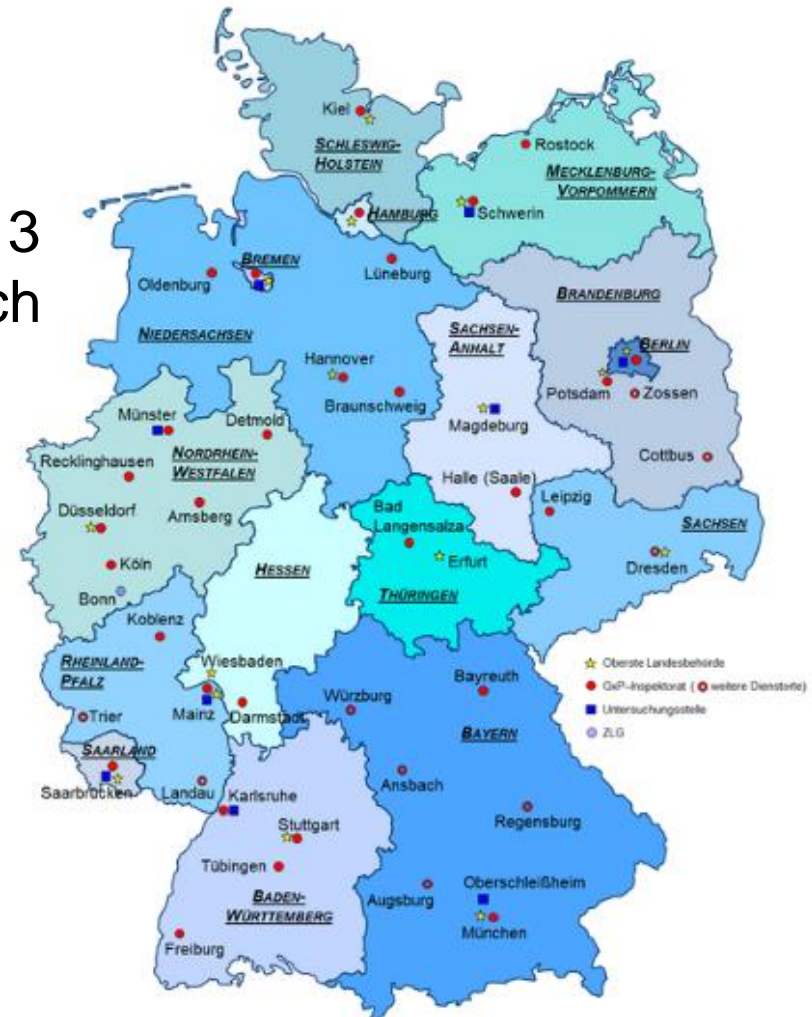 Kiel
SCHLESWIG-
HOLSTEIN
Rostock
MECKLENBURG-
VORPOMMERN
HAMBURG
Schwerin
3
ch
BREMEN
Oldenburg
Lüneburg
NIEDERSACHSEN
BRANDENBURG
SACHSEN-
ANHALT
BERLIN
Hannover
Braunschweig
Potsdam
Zossen
Magdeburg
Münster
Detmold
NORDRHEIN-
WESTFALEN
Recklinghausen
Cottbus
Halle (Saale)
Leipzig
Düsseldorf
Arnsberg
Bad
Langensalza
SACHSEN
Köln
HESSEN
Erfurt
Dresden
Bonn
THÜRINGEN
Koblenz
RHEINLAND-
PFALZ
Wiesbaden
Mainz
Darmstadt
Trier
Würzburg
Bayreuth
BAYERN
Oberste Landesbehörde
GxP-Inspektorat ( weitere Dienstorte)
Untersuchungsstelle
ZLG
SAARLAND
Saarbrücken
Landau
Ansbach
Karlsruhe
Regensburg
Stuttgart
Tübingen
Augsburg
Oberschleißheim
BADEN-
WÜRTTEMBERG
München
Freiburg